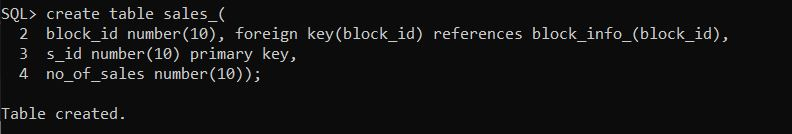 SQL> create table sales_(
2 block_id number(10), foreign key(block_id) references block_info_(block_id),
3 s_id number(10) primary key,
4 no_of_sales number(10));
Table created.